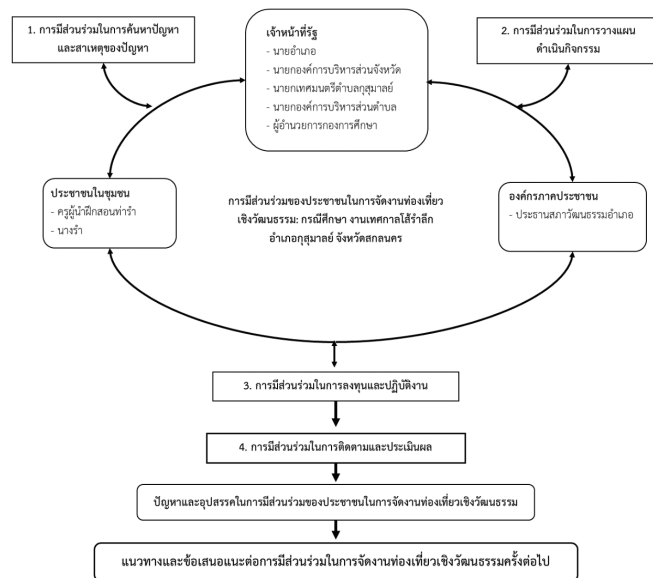 1. การมีส่วนร่วมในการค้นหาปัญหา
และสาเหตุของปัญหา
เจ้าหน้าที่รัฐ
- นายอำเภอ
- นายกองค์การบริหารส่วนจังหวัด
- นายกเทศมนตรีตำบลกุสุมาลย์
- นายกองค์การบริหารส่วนตำบล
- ผู้อำนวยการกองการศึกษา
2. การมีส่วนร่วมในการวางแผน
ดำเนินกิจกรรม
ประชาชนในชุมชน
- ครูผู้นำฝึกสอนท่ารำ
- นางรำ
การมีส่วนร่วมของประชาชนในการจัดงานท่องเที่ยว
เชิงวัฒนธรรม: กรณีศึกษา งานเทศกาลโส้รำลึก
อำเภอกุสุมาลย์ จังหวัดสกลนคร
องค์กรภาคประชาชน
- ประธานสภาวัฒนธรรมอำเภอ
3. การมีส่วนร่วมในการลงทุนและปฏิบัติงาน
4. การมีส่วนร่วมในการติดตามและประเมินผล
ปัญหาและอุปสรรคในการมีส่วนร่วมของประชาชนในการจัดงานท่องเที่ยวเชิงวัฒนธรรม
แนวทางและข้อเสนอแนะต่อการมีส่วนร่วมในการจัดงานท่องเที่ยวเชิงวัฒนธรรมครั้งต่อไป